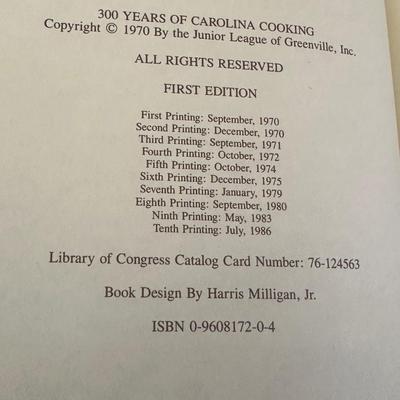 300 YEARS OF CAROLINA COOKING
Copyright © 1970 By the Junior League of Greenville, Inc.
ALL RIGHTS RESERVED
FIRST EDITION
First Printing: September, 1970
Second Printing: December, 1970
Third Printing: September, 1971
Fourth Printing: October, 1972
Fifth Printing: October, 1974
Sixth Printing: December, 1975
Seventh Printing: January, 1979
Eighth Printing: September, 1980
Ninth Printing: May, 1983
Tenth Printing: July, 1986
Library of Congress Catalog Card Number: 76-124563
Book Design By Harris Milligan, Jr.
ISBN 0-9608172-0-4